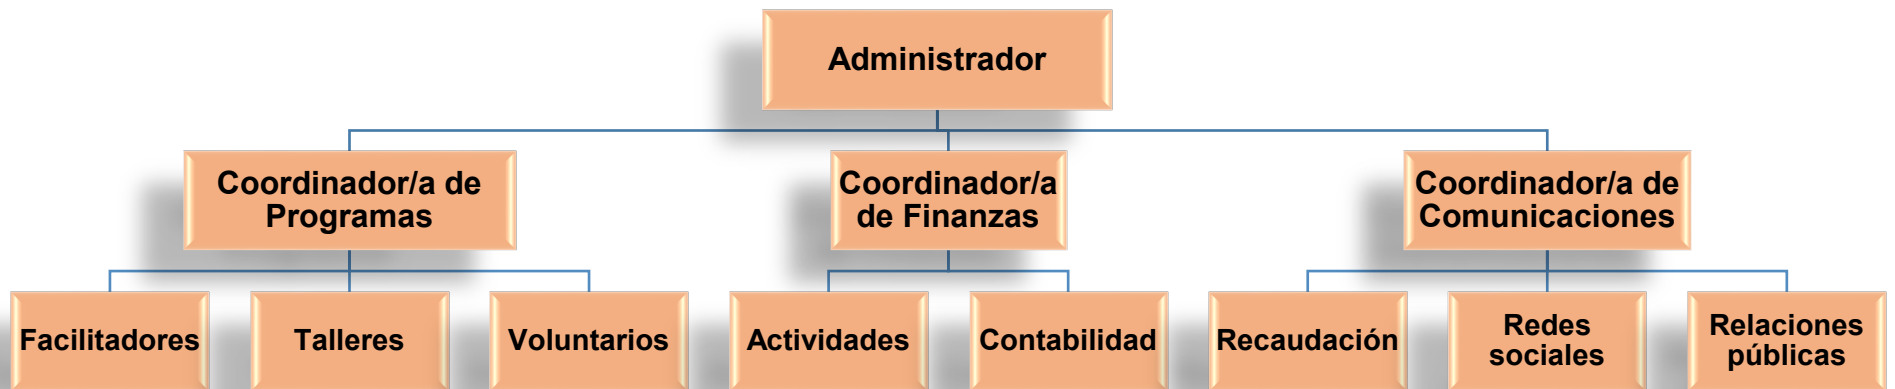 Administrador
Coordinador/a de
Programas
Coordinador/a
de Finanzas
Coordinador/a de
Comunicaciones
Facilitadores
Talleres
Voluntarios
Actividades
Contabilidad
Recaudación
Redes
sociales
Relaciones
públicas